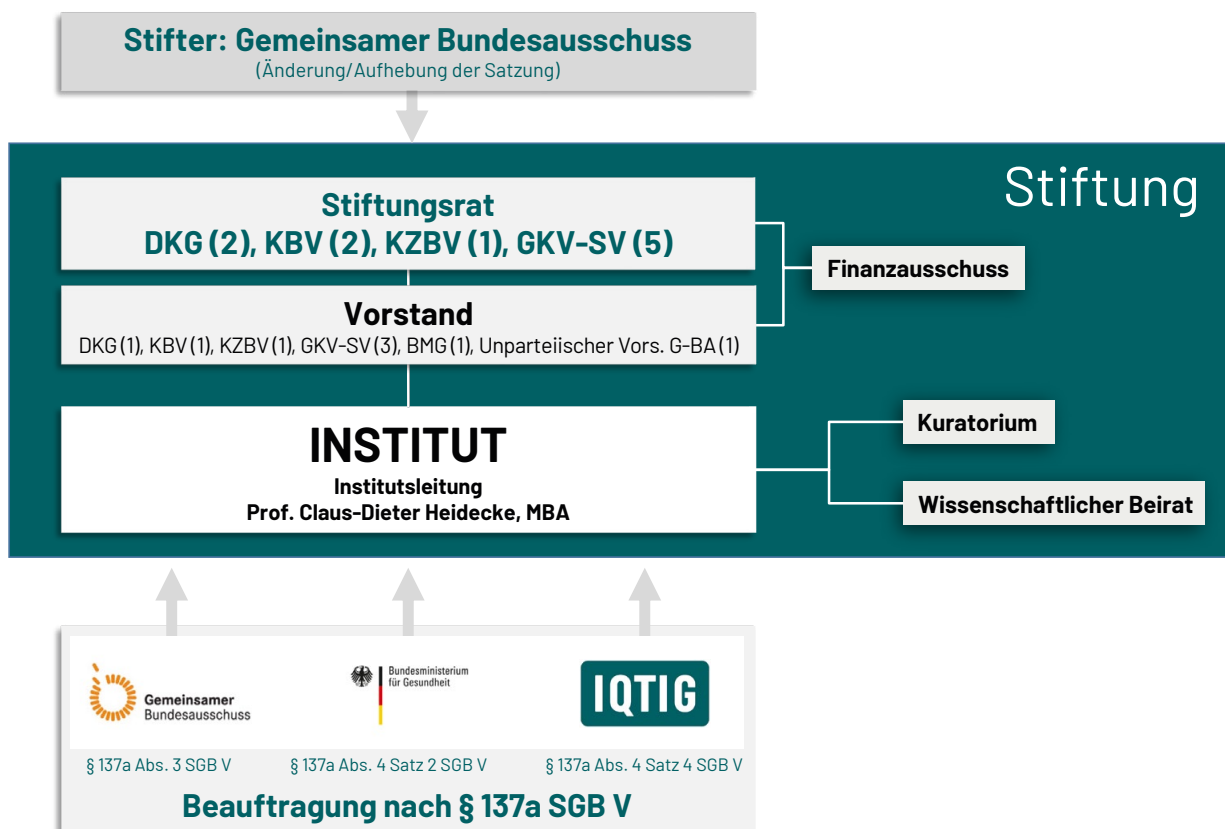 Stifter: Gemeinsamer Bundesausschuss
(Änderung/Aufhebung der Satzung)
Stiftung
Stiftungsrat
DKG (2), KBV (2), KZBV (1), GKV-SV (5)
Finanzausschuss
Vorstand
DKG (1), KBV (1), KZBV (1), GKV-SV (3), BMG (1), Unparteiischer Vors. G-BA (1)
INSTITUT
Institutsleitung
Prof. Claus-Dieter Heidecke, MBA
Kuratorium
Wissenschaftlicher Beirat
Gemeinsamer
Bundesausschuss
Bundesministerium
für Gesundheit
IQTIG
§ 137a Abs. 3 SGB V
§ 137a Abs. 4 Satz 2 SGB V
§ 137a Abs. 4 Satz 4 SGB V
Beauftragung nach § 137a SGB V